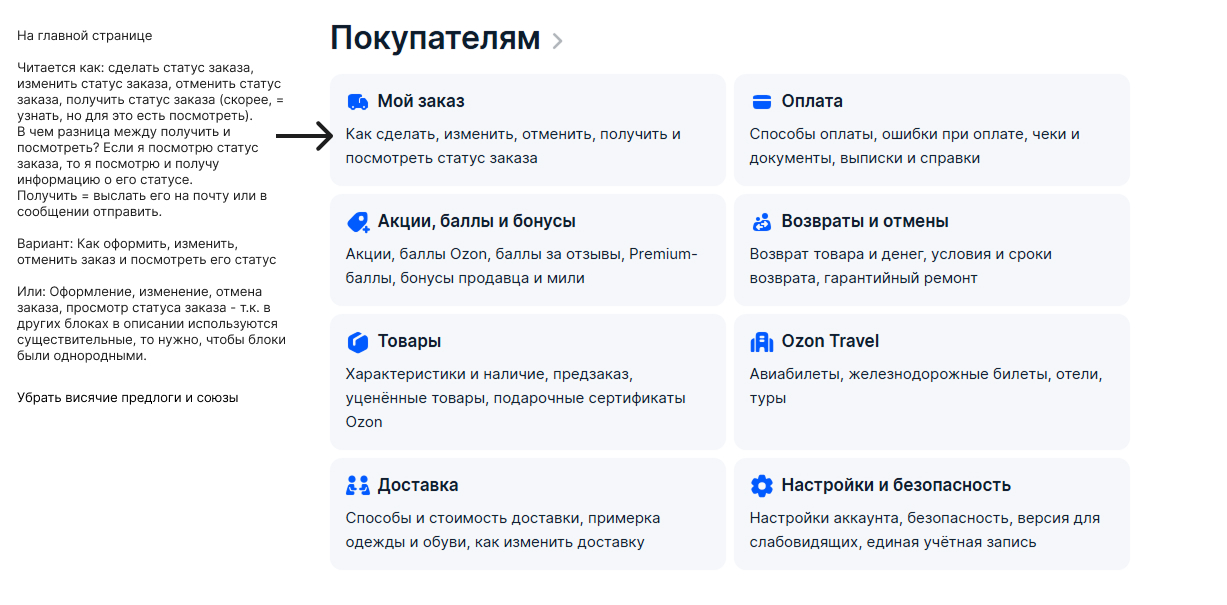 На главной странице
Читается как: сделать статус заказа,
изменить статус заказа, отменить статус
заказа, получить статус заказа (скорее, =
узнать, но для это есть посмотреть).
В чем разница между получить и
посмотреть? Если я посмотрю статус
заказа, то я посмотрю и получу
информацию о его статусе.
Получить = выслать его на почту или в
сообщении отправить.
Вариант: Как оформить, изменить,
отменить заказ и посмотреть его статус
Или: Оформление, изменение, отмена
заказа, просмотр статуса заказа - т.к. в
других блоках в описании используются
существительные, то нужно, чтобы блоки
были однородными.
Убрать висячие предлоги и союзы
Покупателям
Мой заказ
Как сделать, изменить, отменить, получить и
посмотреть статус заказа
Оплата
Способы оплаты, ошибки при оплате, чеки и
документы, выписки и справки
Акции, баллы и бонусы
Акции, баллы Ozon, баллы за отзывы, Premium-
баллы, бонусы продавца и мили
Возвраты и отмены
Возврат товара и денег, условия и сроки
возврата, гарантийный ремонт
Товары
Характеристики и наличие, предзаказ,
уценённые товары, подарочные сертификаты
Ozon
Ozon Travel
Авиабилеты, железнодорожные билеты, отели,
туры
Доставка
Способы и стоимость доставки, примерка
одежды и обуви, как изменить доставку
Настройки и безопасность
Настройки аккаунта, безопасность, версия для
слабовидящих, единая учётная запись